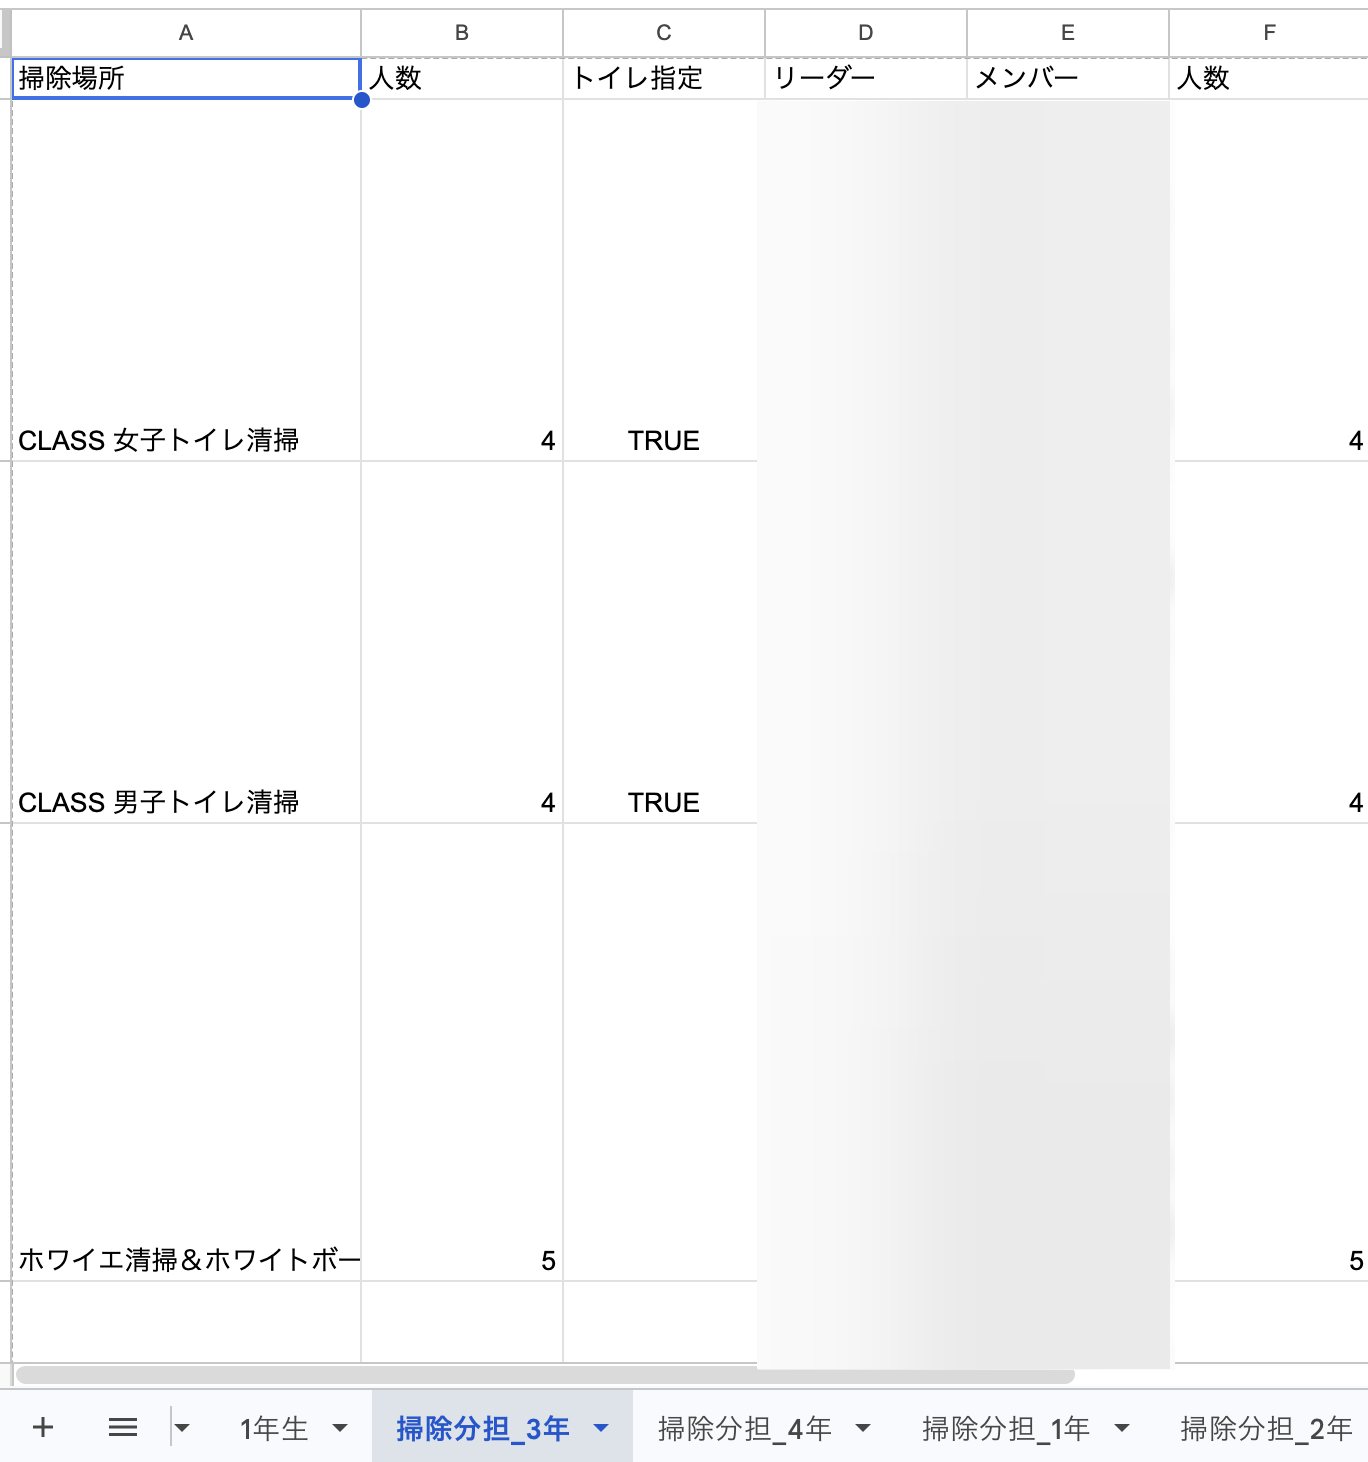 A B C D E F
掃除場所 人数 トイレ指定 リーダー メンバー 人数
CLASS 女子トイレ清掃 4 TRUE 4
CLASS 男子トイレ清掃 4 TRUE 4
ホワイエ清掃＆ホワイトボー 5 5
1年生 掃除分担_3年 掃除分担_4年 掃除分担_1年 掃除分担_2年